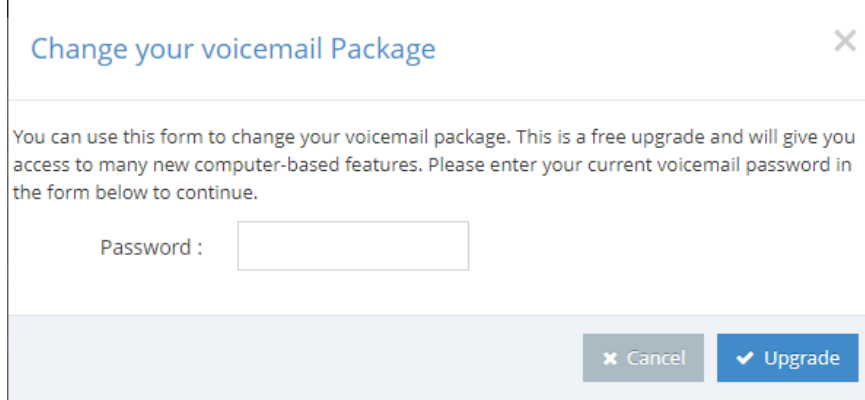 Change your voicemail Package
You can use this form to change your voicemail package. This is a free upgrade and will give you
access to many new computer-based features. Please enter your current voicemail password in
the form below to continue.
Password :
Cancel
Upgrade